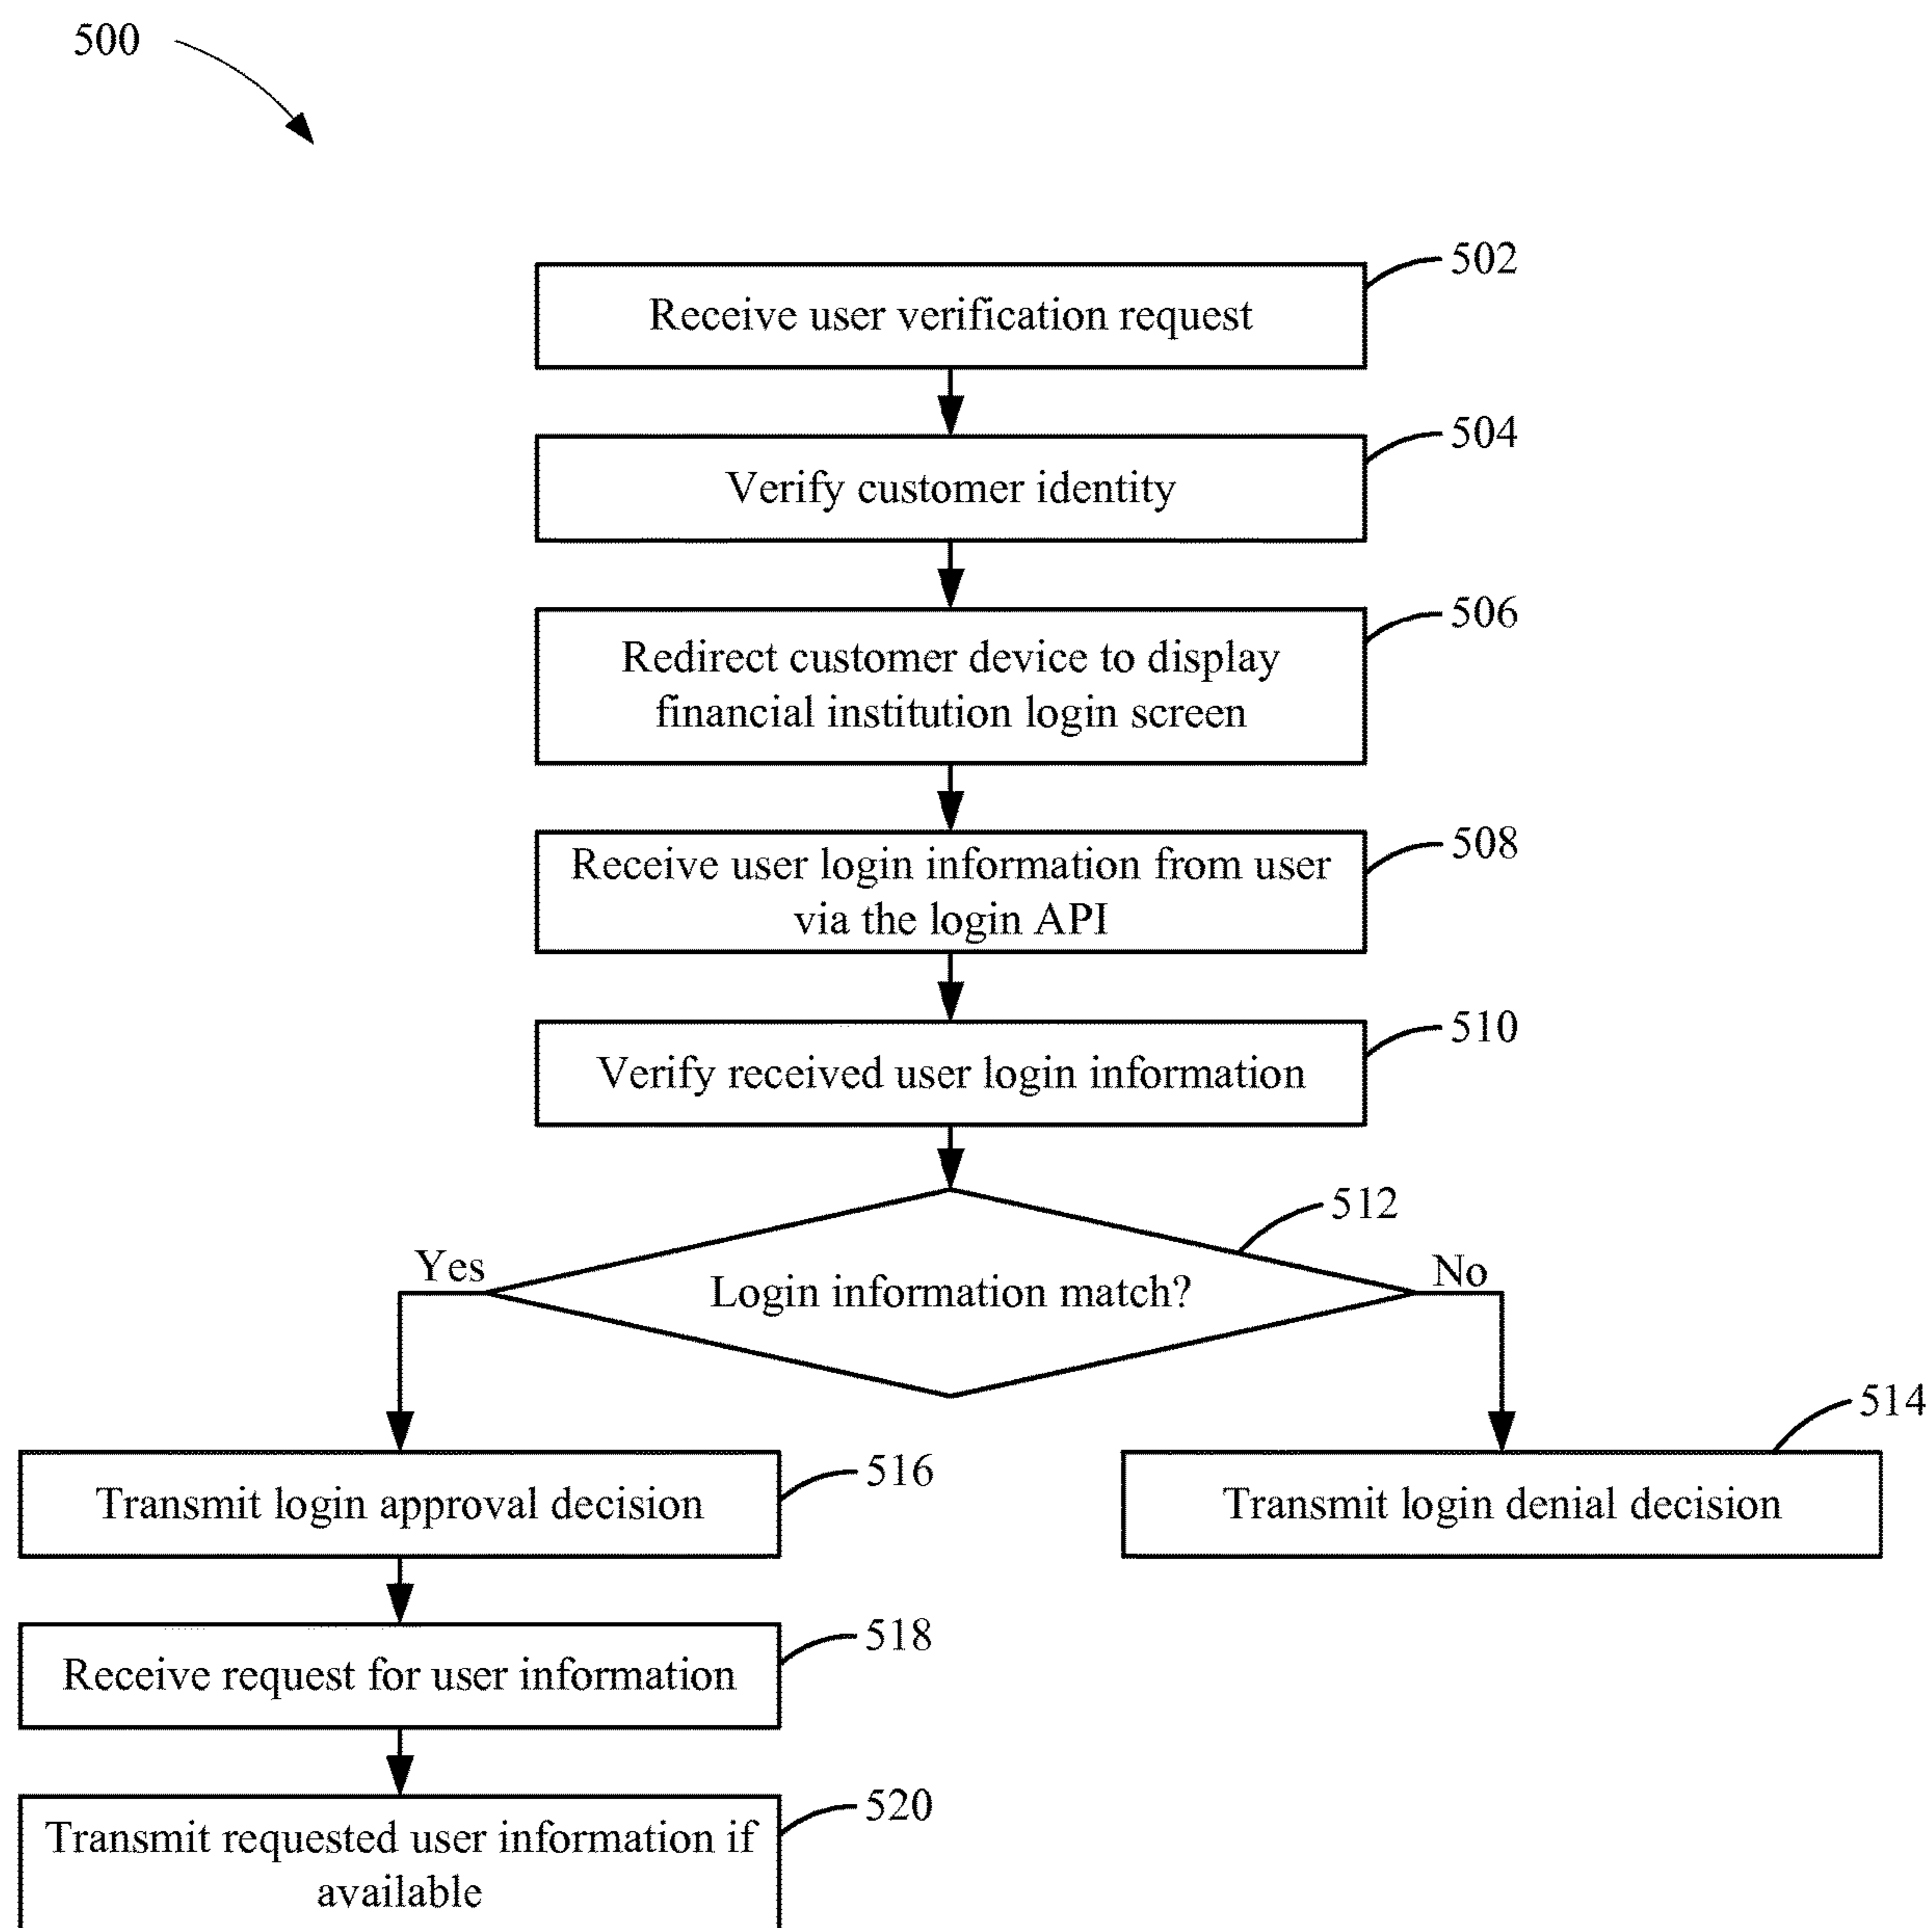 500
502
Receive user verification request
504
Verify customer identity
506
Redirect customer device to display
financial institution login screen
508
Receive user login information from user
via the login API
510
Verify received user login information
512
Yes
Login information match?
No
514
516
Transmit login approval decision
Transmit login denial decision
518
Receive request for user information
520
Transmit requested user information if
available